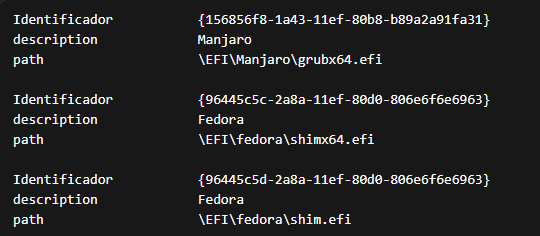 Identificador {156856f8-1a43-11ef-80b8-b89a2a91fa31}
description Manjaro
path \EFI\Manjaro\grubx64.efi
Identificador {96445c5c-2a8a-11ef-80d0-806e6f6e6963}
description Fedora
path \EFI\fedora\shimx64.efi
Identificador {96445c5d-2a8a-11ef-80d0-806e6f6e6963}
description Fedora
path \EFI\fedora\shim.efi